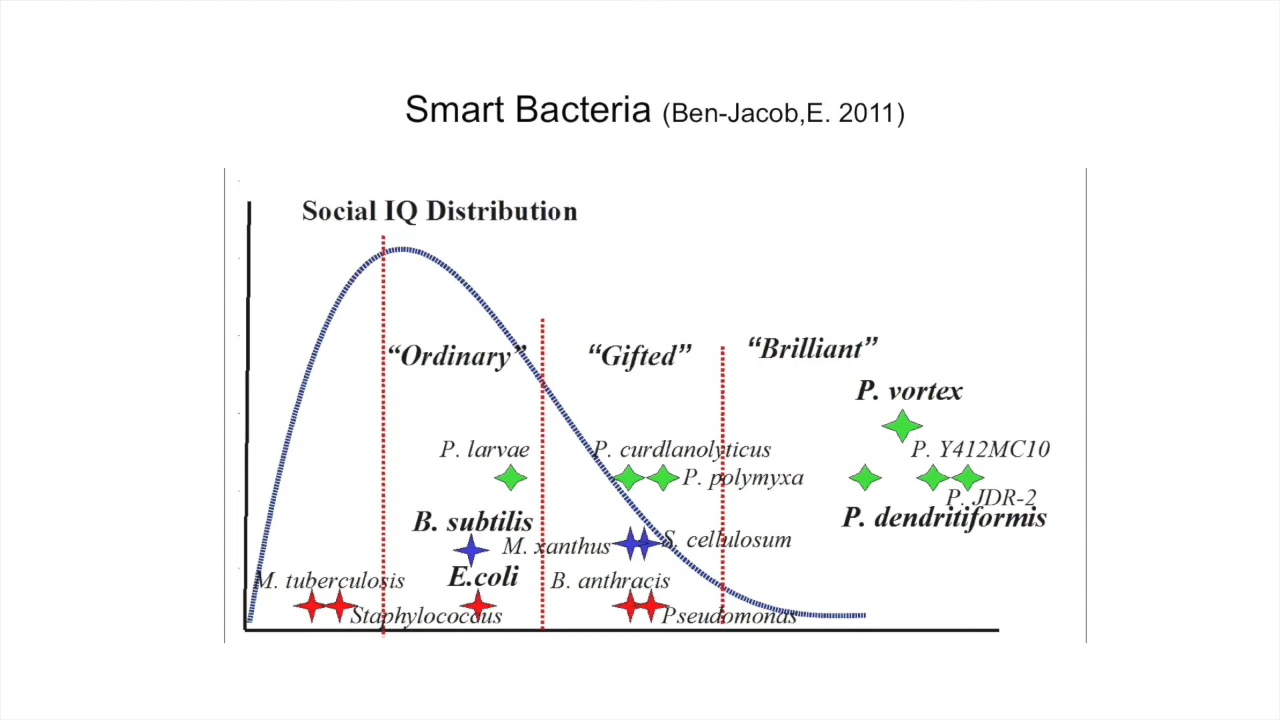 Smart Bacteria (Ben-Jacob,E. 2011)
Social IQ Distribution
“Ordinary”
“Gifted”
“Brilliant”
P. vortex
P. larvae
P. curdlanolyticus
P. Y412MC10
P. polymyxa
P. JDR-2
P. dendritiformis
B. subtilis
M. xanthus
S. cellulosum
M. tuberculosis
E.coli
B. anthracis
Staphylococcus
Pseudomonas